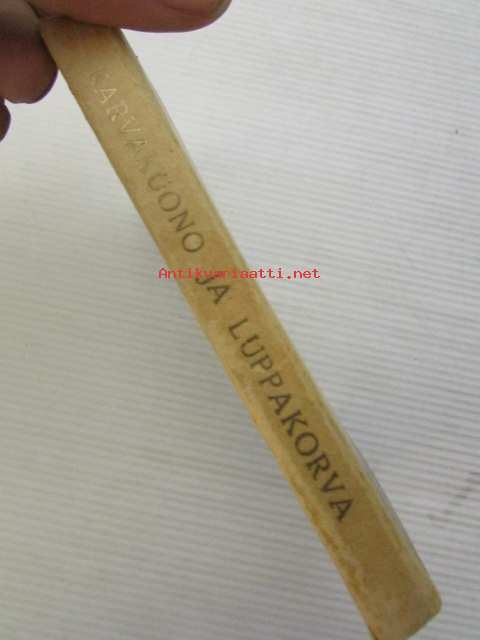 KARVAKUONO JA LUPPAKORVA
Antikvariaatti.net